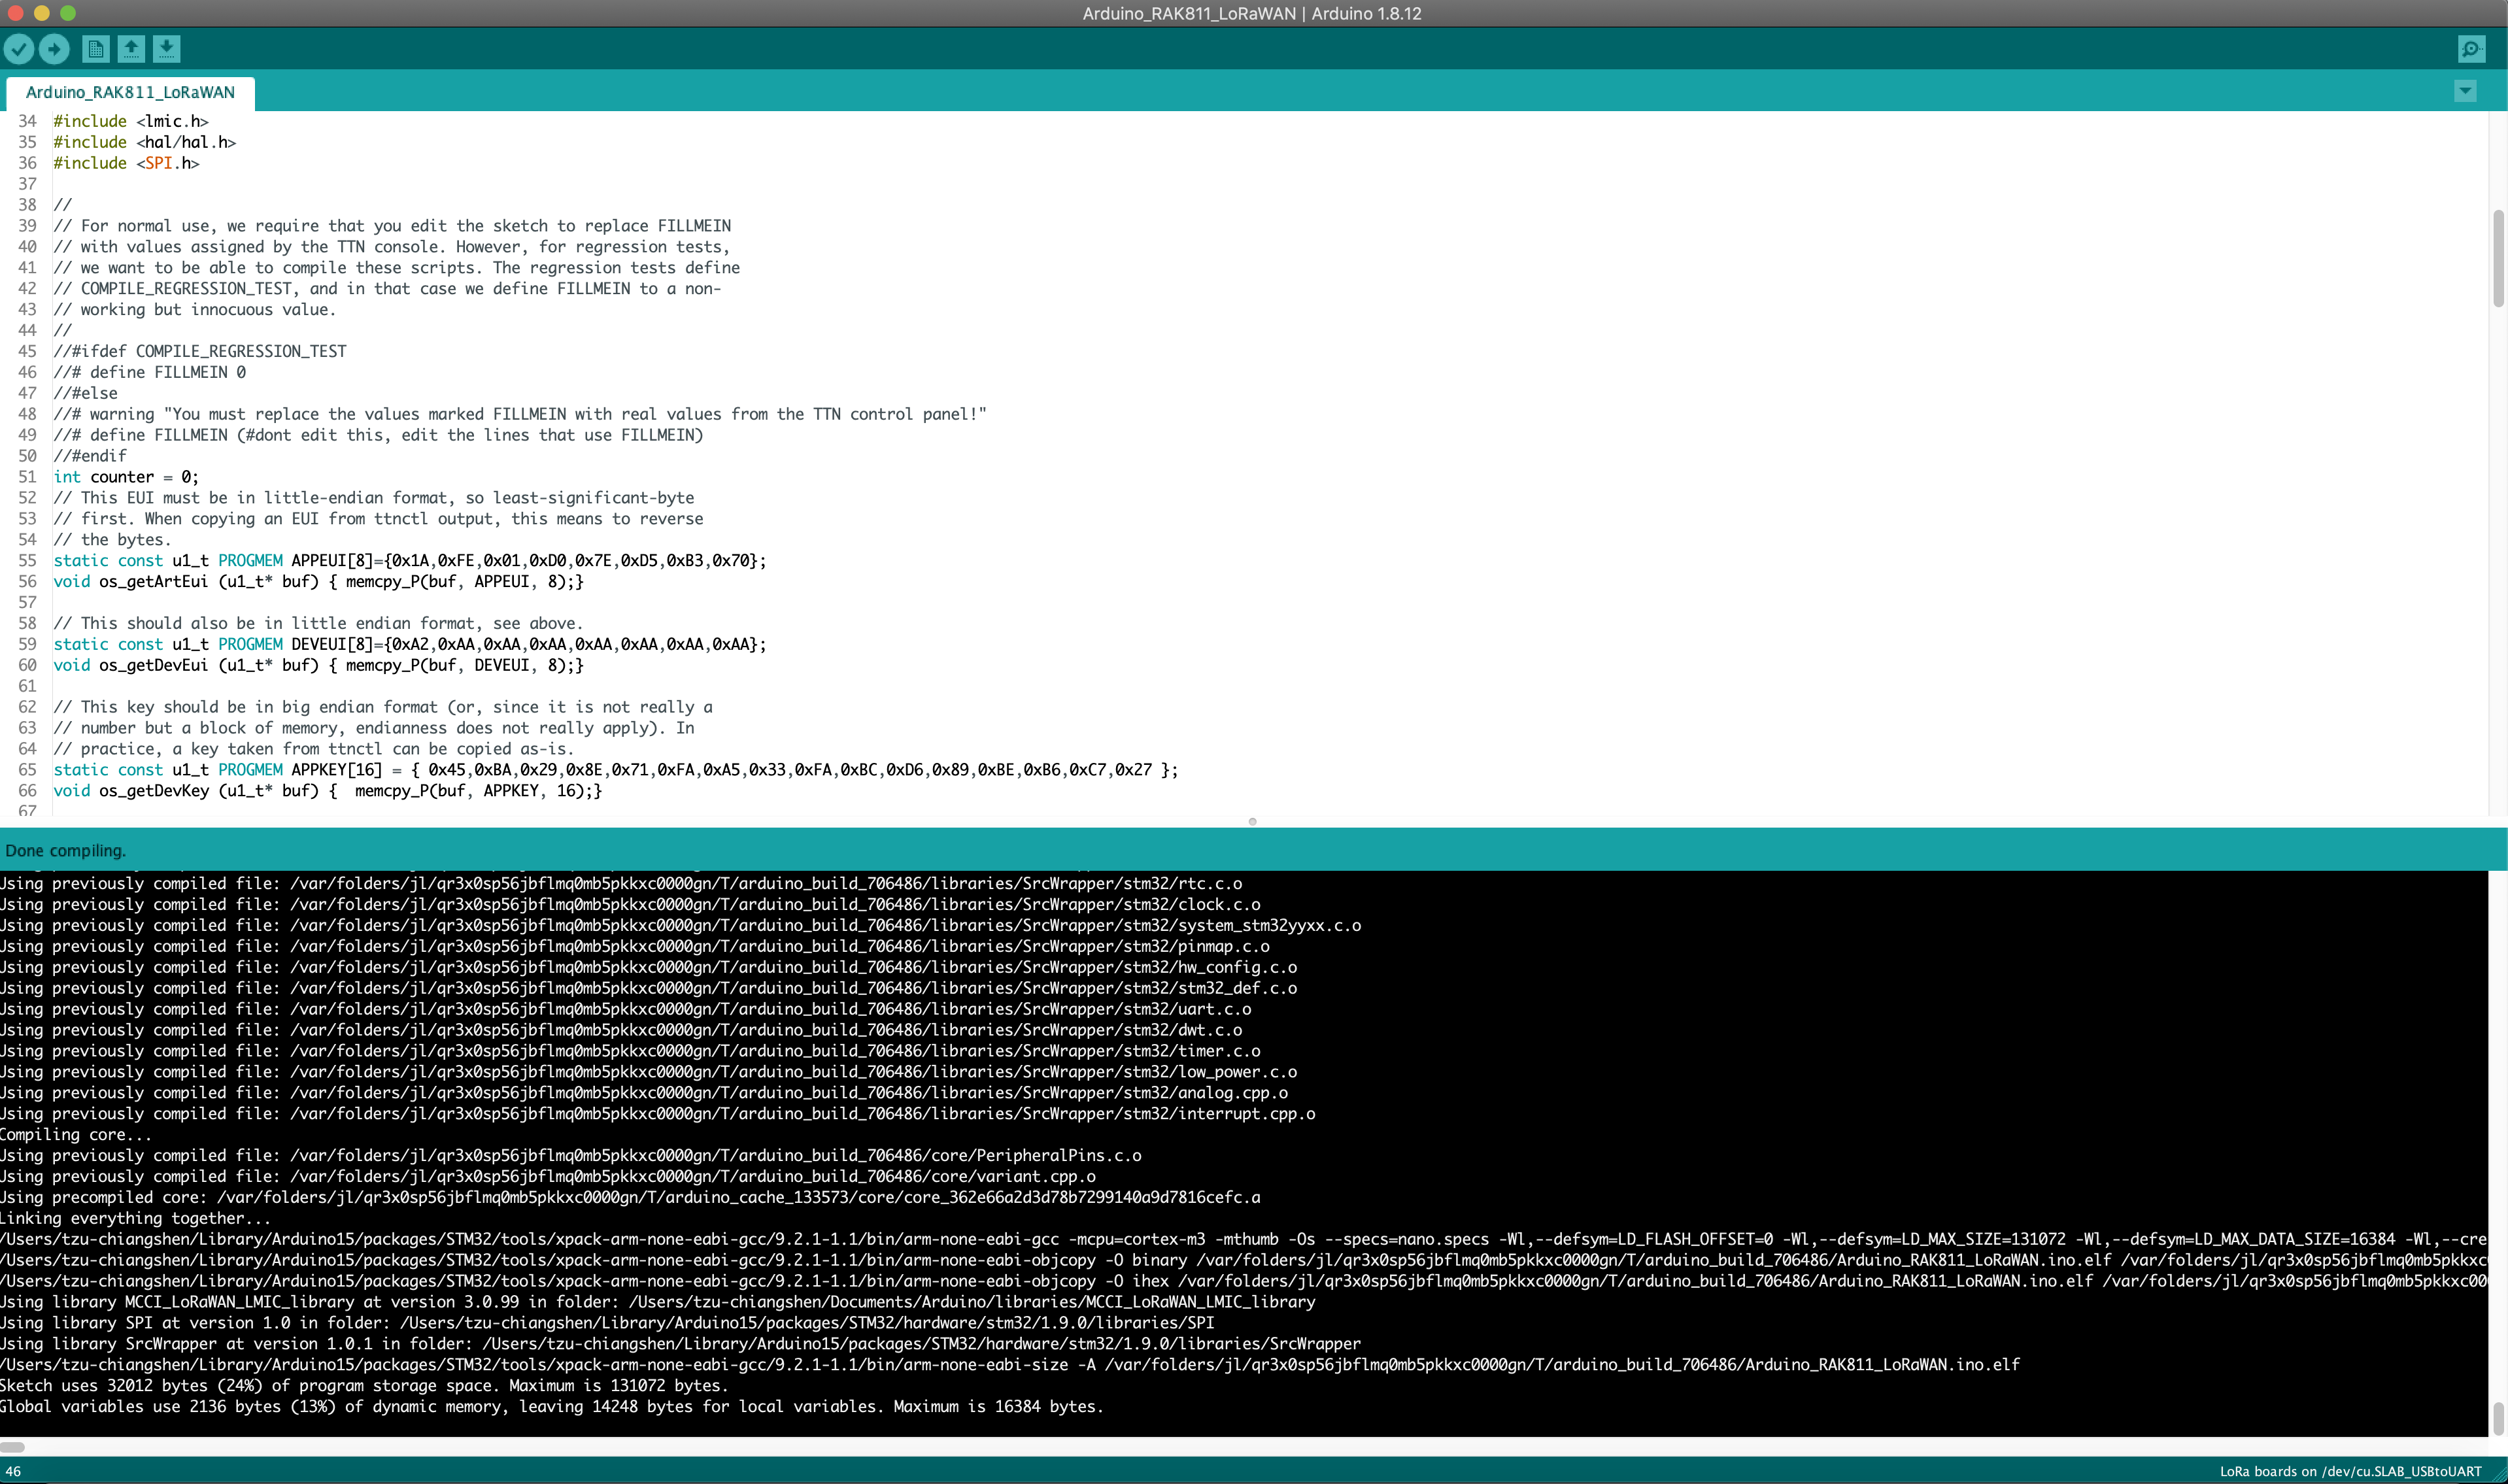 Arduino_RAK811_LoRaWAN | Arduino 1.8.12
Arduino_RAK811_LoRaWAN
34 #include <lmic.h>
35 #include <hal/hal.h>
36 #include <SPI.h>
37
38 //
39 // For normal use, we require that you edit the sketch to replace FILLMEIN
40 // with values assigned by the TTN console. However, for regression tests,
41 // we want to be able to compile these scripts. The regression tests define
42 // COMPILE_REGRESSION_TEST, and in that case we define FILLMEIN to a non-
43 // working but innocuous value.
44 //
45 //#ifdef COMPILE_REGRESSION_TEST
46 //# define FILLMEIN 0
47 //#else
48 //# warning "You must replace the values marked FILLMEIN with real values from the TTN control panel!"
49 //# define FILLMEIN (#dont edit this, edit the lines that use FILLMEIN)
50 //#endif
51 int counter = 0;
52 // This EUI must be in little-endian format, so least-significant-byte
53 // first. When copying an EUI from ttnctl output, this means to reverse
54 // the bytes.
55 static const u1_t PROGMEM APPEUI[8]={0x1A,0xFE,0x01,0xD0,0x7E,0xD5,0xB3,0x70};
56 void os_getArtEui (u1_t* buf) { memcpy_P(buf, APPEUI, 8);}
57
58 // This should also be in little endian format, see above.
59 static const u1_t PROGMEM DEVEUI[8]={0xA2,0xAA,0xAA,0xAA,0xAA,0xAA,0xAA,0xAA};
60 void os_getDevEui (u1_t* buf) { memcpy_P(buf, DEVEUI, 8);}
61
62 // This key should be in big endian format (or, since it is not really a
63 // number but a block of memory, endianness does not really apply). In
64 // practice, a key taken from ttnctl can be copied as-is.
65 static const u1_t PROGMEM APPKEY[16] = { 0x45,0xBA,0x29,0x8E,0x71,0xFA,0xA5,0x33,0xFA,0xBC,0xD6,0x89,0xBE,0xB6,0xC7,0x27 };
66 void os_getDevKey (u1_t* buf) {  memcpy_P(buf, APPKEY, 16);}
67
Done compiling.
Using previously compiled file: /var/folders/jl/qr3x0sp56jbflmq0mb5pkkxc0000gn/T/arduino_build_706486/libraries/SrcWrapper/stm32/rtc.c.o
Using previously compiled file: /var/folders/jl/qr3x0sp56jbflmq0mb5pkkxc0000gn/T/arduino_build_706486/libraries/SrcWrapper/stm32/clock.c.o
Using previously compiled file: /var/folders/jl/qr3x0sp56jbflmq0mb5pkkxc0000gn/T/arduino_build_706486/libraries/SrcWrapper/stm32/system_stm32yyxx.c.o
Using previously compiled file: /var/folders/jl/qr3x0sp56jbflmq0mb5pkkxc0000gn/T/arduino_build_706486/libraries/SrcWrapper/stm32/pinmap.c.o
Using previously compiled file: /var/folders/jl/qr3x0sp56jbflmq0mb5pkkxc0000gn/T/arduino_build_706486/libraries/SrcWrapper/stm32/hw_config.c.o
Using previously compiled file: /var/folders/jl/qr3x0sp56jbflmq0mb5pkkxc0000gn/T/arduino_build_706486/libraries/SrcWrapper/stm32/stm32_def.c.o
Using previously compiled file: /var/folders/jl/qr3x0sp56jbflmq0mb5pkkxc0000gn/T/arduino_build_706486/libraries/SrcWrapper/stm32/uart.c.o
Using previously compiled file: /var/folders/jl/qr3x0sp56jbflmq0mb5pkkxc0000gn/T/arduino_build_706486/libraries/SrcWrapper/stm32/dwt.c.o
Using previously compiled file: /var/folders/jl/qr3x0sp56jbflmq0mb5pkkxc0000gn/T/arduino_build_706486/libraries/SrcWrapper/stm32/timer.c.o
Using previously compiled file: /var/folders/jl/qr3x0sp56jbflmq0mb5pkkxc0000gn/T/arduino_build_706486/libraries/SrcWrapper/stm32/low_power.c.o
Using previously compiled file: /var/folders/jl/qr3x0sp56jbflmq0mb5pkkxc0000gn/T/arduino_build_706486/libraries/SrcWrapper/stm32/analog.cpp.o
Using previously compiled file: /var/folders/jl/qr3x0sp56jbflmq0mb5pkkxc0000gn/T/arduino_build_706486/libraries/SrcWrapper/stm32/interrupt.cpp.o
Compiling core...
Using previously compiled file: /var/folders/jl/qr3x0sp56jbflmq0mb5pkkxc0000gn/T/arduino_build_706486/core/PeripheralPins.c.o
Using previously compiled file: /var/folders/jl/qr3x0sp56jbflmq0mb5pkkxc0000gn/T/arduino_build_706486/core/variant.cpp.o
Using precompiled core: /var/folders/jl/qr3x0sp56jbflmq0mb5pkkxc0000gn/T/arduino_cache_133573/core/core_362e66a2d3d78b7299140a9d7816cefc.a
Linking everything together...
/Users/tzu-chiangshen/Library/Arduino15/packages/STM32/tools/xpack-arm-none-eabi-gcc/9.2.1-1.1/bin/arm-none-eabi-gcc -mcpu=cortex-m3 -mthumb -Os --specs=nano.specs -Wl,--defsym=LD_FLASH_OFFSET=0 -Wl,--defsym=LD_MAX_SIZE=131072 -Wl,--defsym=LD_MAX_DATA_SIZE=16384 -Wl,--cre
/Users/tzu-chiangshen/Library/Arduino15/packages/STM32/tools/xpack-arm-none-eabi-gcc/9.2.1-1.1/bin/arm-none-eabi-objcopy -O binary /var/folders/jl/qr3x0sp56jbflmq0mb5pkkxc0000gn/T/arduino_build_706486/Arduino_RAK811_LoRaWAN.ino.elf /var/folders/jl/qr3x0sp56jbflmq0mb5pkkxc
/Users/tzu-chiangshen/Library/Arduino15/packages/STM32/tools/xpack-arm-none-eabi-gcc/9.2.1-1.1/bin/arm-none-eabi-objcopy -O ihex /var/folders/jl/qr3x0sp56jbflmq0mb5pkkxc0000gn/T/arduino_build_706486/Arduino_RAK811_LoRaWAN.ino.elf /var/folders/jl/qr3x0sp56jbflmq0mb5pkkxc00
Using library MCCI_LoRaWAN_LMIC_library at version 3.0.99 in folder: /Users/tzu-chiangshen/Documents/Arduino/libraries/MCCI_LoRaWAN_LMIC_library
Using library SPI at version 1.0 in folder: /Users/tzu-chiangshen/Library/Arduino15/packages/STM32/hardware/stm32/1.9.0/libraries/SPI
Using library SrcWrapper at version 1.0.1 in folder: /Users/tzu-chiangshen/Library/Arduino15/packages/STM32/hardware/stm32/1.9.0/libraries/SrcWrapper
/Users/tzu-chiangshen/Library/Arduino15/packages/STM32/tools/xpack-arm-none-eabi-gcc/9.2.1-1.1/bin/arm-none-eabi-size -A /var/folders/jl/qr3x0sp56jbflmq0mb5pkkxc0000gn/T/arduino_build_706486/Arduino_RAK811_LoRaWAN.ino.elf
Sketch uses 32012 bytes (24%) of program storage space. Maximum is 131072 bytes.
Global variables use 2136 bytes (13%) of dynamic memory, leaving 14248 bytes for local variables. Maximum is 16384 bytes.
46
LoRa boards on /dev/cu.SLAB_USBtoUART